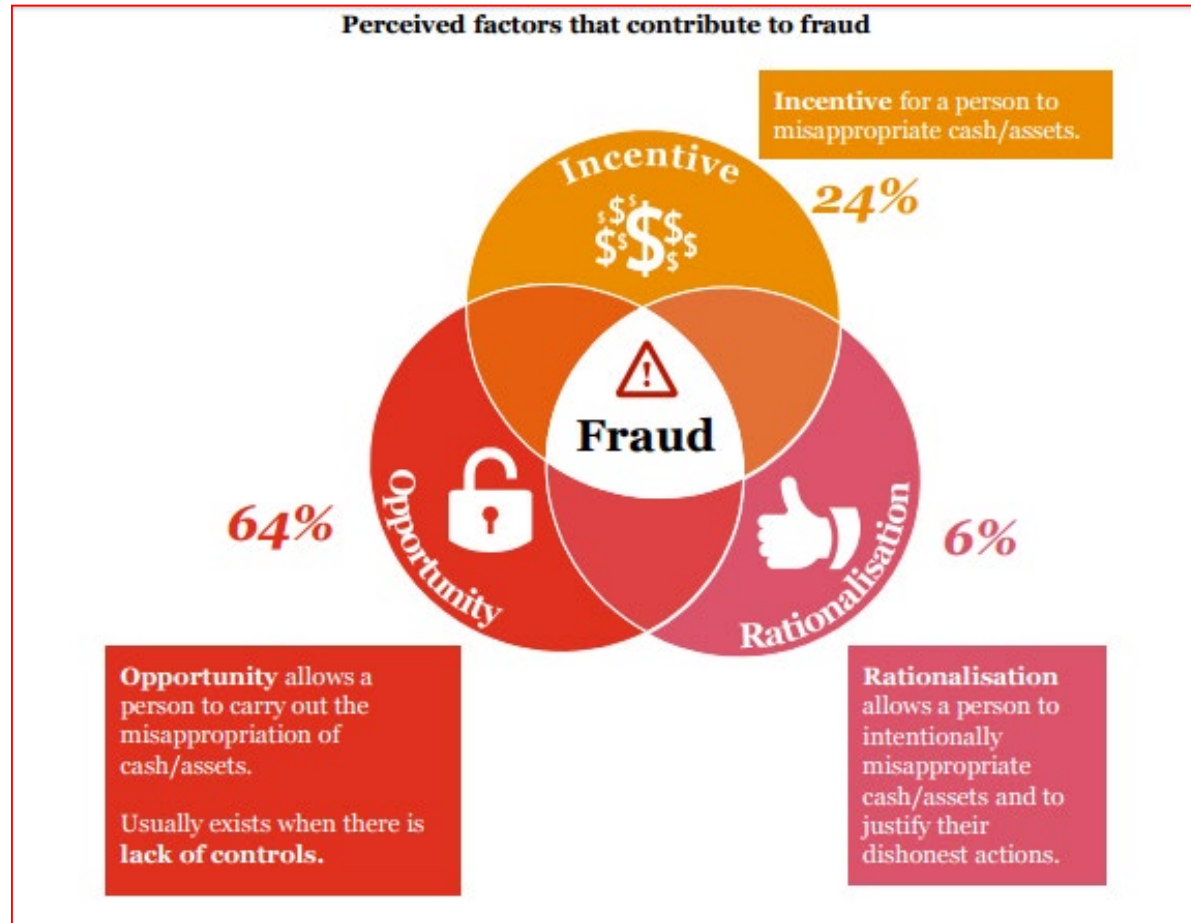 Perceived factors that contribute to fraud
Incentive for a person to
misappropriate cash/assets.
Incentive
24%
$ $ $ $ $ $ $ $ $
Fraud
Opportunity
64%
Rationalisation
6%
Opportunity allows a
person to carry out the
misappropriation of
cash/assets.
Usually exists when there is
lack of controls.
Rationalisation
allows a person to
intentionally
misappropriate
cash/assets and to
justify their
dishonest actions.